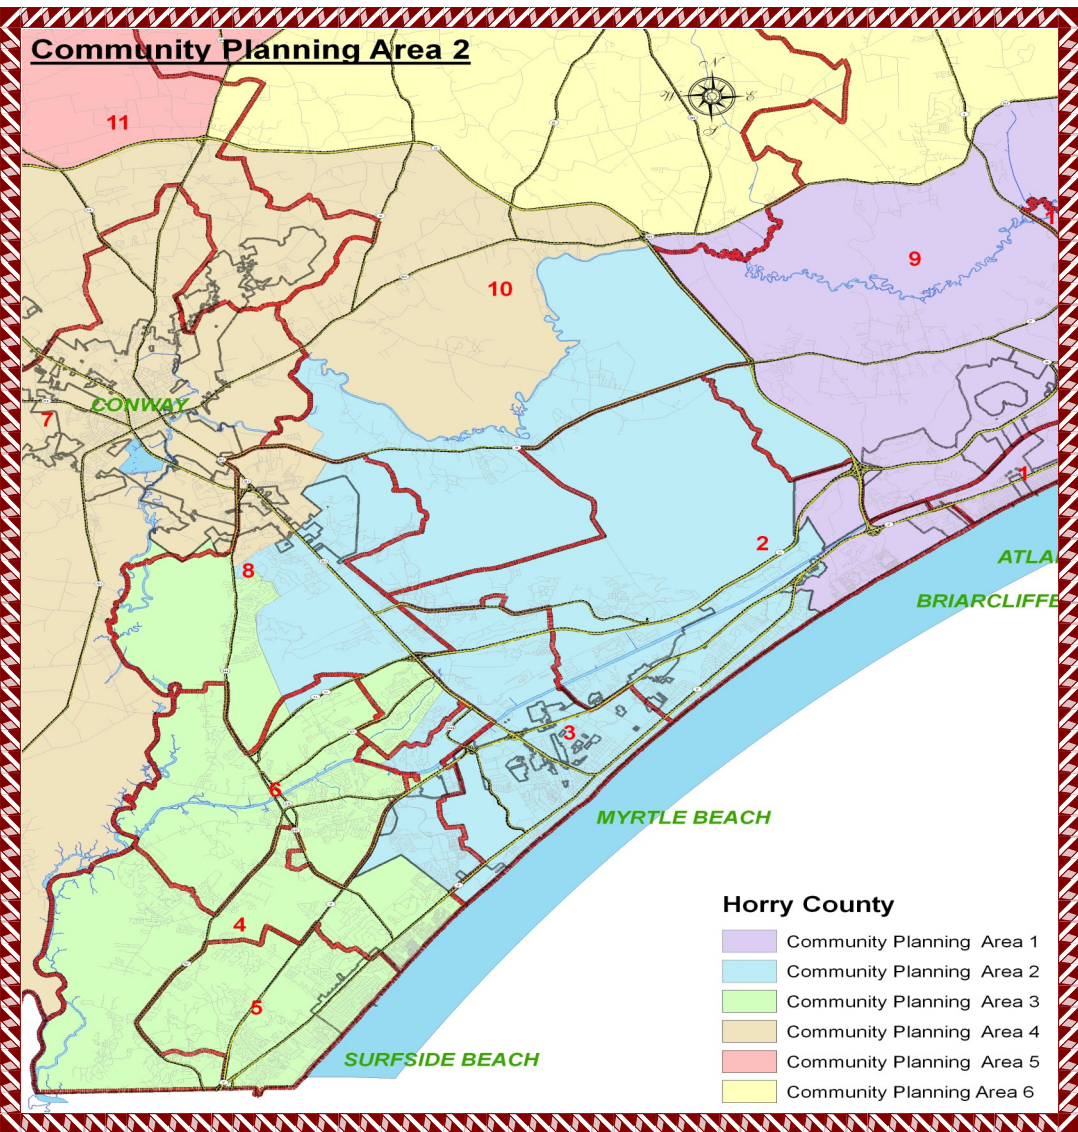 Community Planning Area 2
N
W
E
S
11
9
1
10
CONWAY
7
1
2
ATLA
8
BRIARCLIFFE
3
6
MYRTLE BEACH
4
5
SURFSIDE BEACH
Horry County
Community Planning Area 1
Community Planning Area 2
Community Planning Area 3
Community Planning Area 4
Community Planning Area 5
Community Planning Area 6